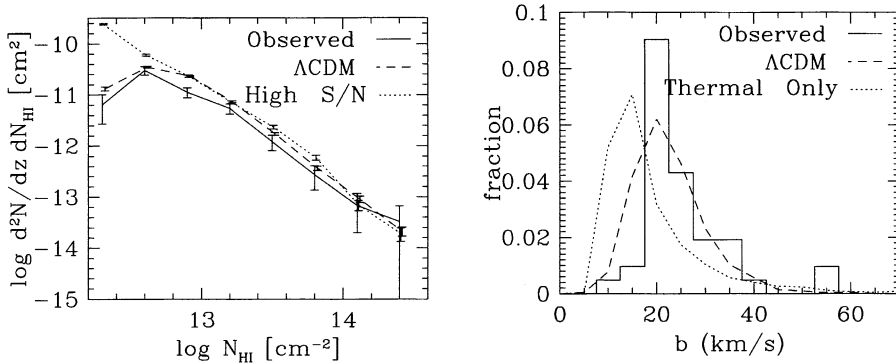 Observed
ΛCDM
High S/N
log d²N/dz dN_HI [cm²]
-10
-11
-12
-13
-14
-15
13
14
log N_HI [cm⁻²]
Observed
ΛCDM
Thermal Only
fraction
0.1
0.08
0.06
0.04
0.02
0
0
20
40
60
b (km/s)